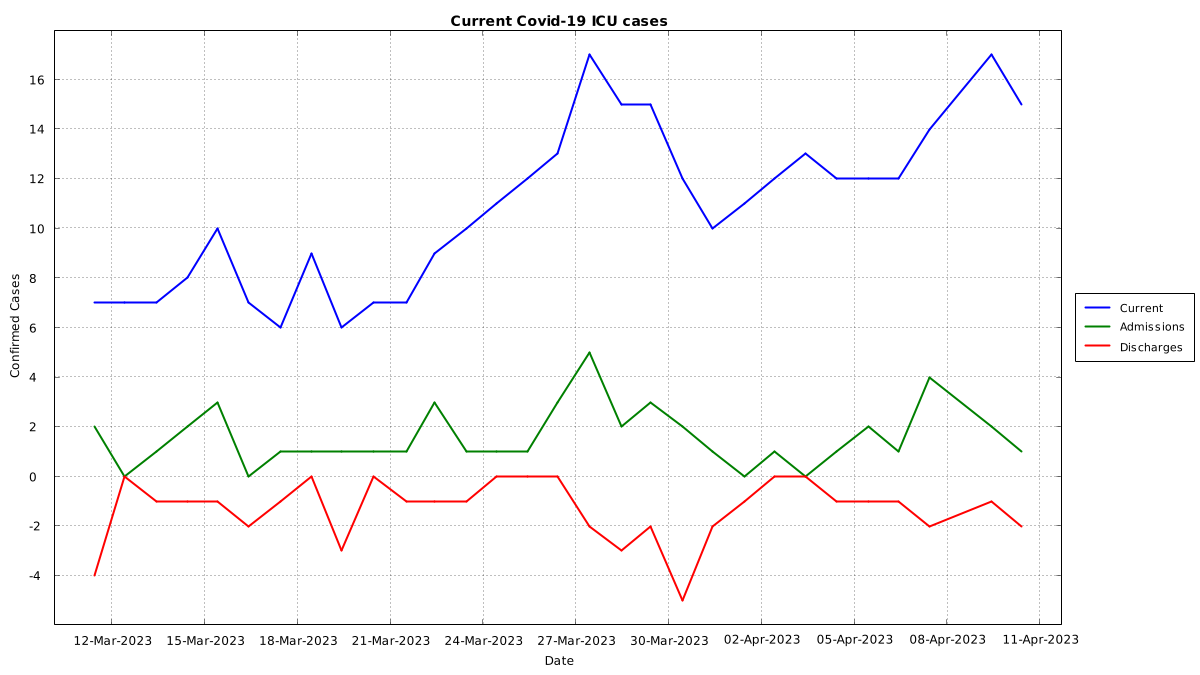 Current Covid-19 ICU cases
Confirmed Cases
16
14
12
10
8
6
4
2
0
-2
-4
12-Mar-2023 15-Mar-2023 18-Mar-2023 21-Mar-2023 24-Mar-2023 27-Mar-2023 30-Mar-2023 02-Apr-2023 05-Apr-2023 08-Apr-2023 11-Apr-2023
Date
Current
Admissions
Discharges